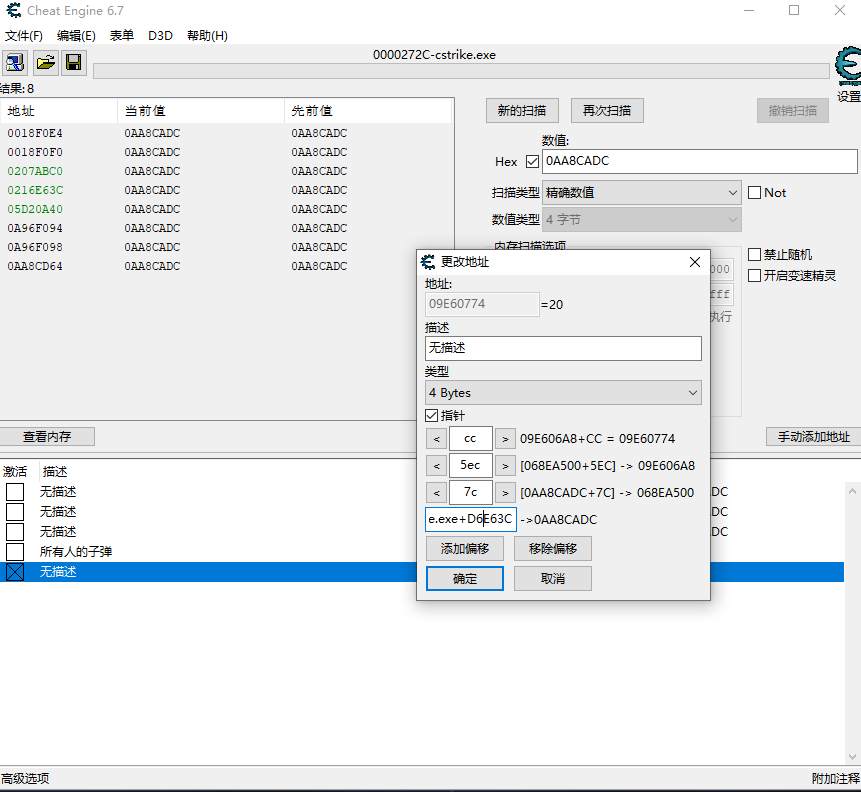 Cheat Engine 6.7
文件(F) 编辑(E) 表单 D3D 帮助(H)
0000272C-cstrike.exe
设置
结果: 8
地址 当前值 先前值
0018F0E4 0AA8CADC 0AA8CADC
0018F0F0 0AA8CADC 0AA8CADC
0207ABC0 0AA8CADC 0AA8CADC
0216E63C 0AA8CADC 0AA8CADC
05D20A40 0AA8CADC 0AA8CADC
0A96F094 0AA8CADC 0AA8CADC
0A96F098 0AA8CADC 0AA8CADC
0AA8CD64 0AA8CADC 0AA8CADC
新的扫描 再次扫描 撤销扫描
数值:
Hex 0AA8CADC
扫描类型 精确数值 Not
数值类型 4 字节
内存扫描选项
000
fff
执行
禁止随机
开启变速精灵
查看内存
手动添加地址
更改地址
地址:
09E60774 =20
描述
无描述
类型
4 Bytes
指针
< cc > 09E606A8+CC = 09E60774
< 5ec > [068EA500+5EC] -> 09E606A8
< 7c > [0AA8CADC+7C] -> 068EA500
e.exe+D6E63C ->0AA8CADC
添加偏移 移除偏移
确定 取消
激活 描述
无描述 DC
无描述 DC
无描述 DC
所有人的子弹
无描述
高级选项 附加注释